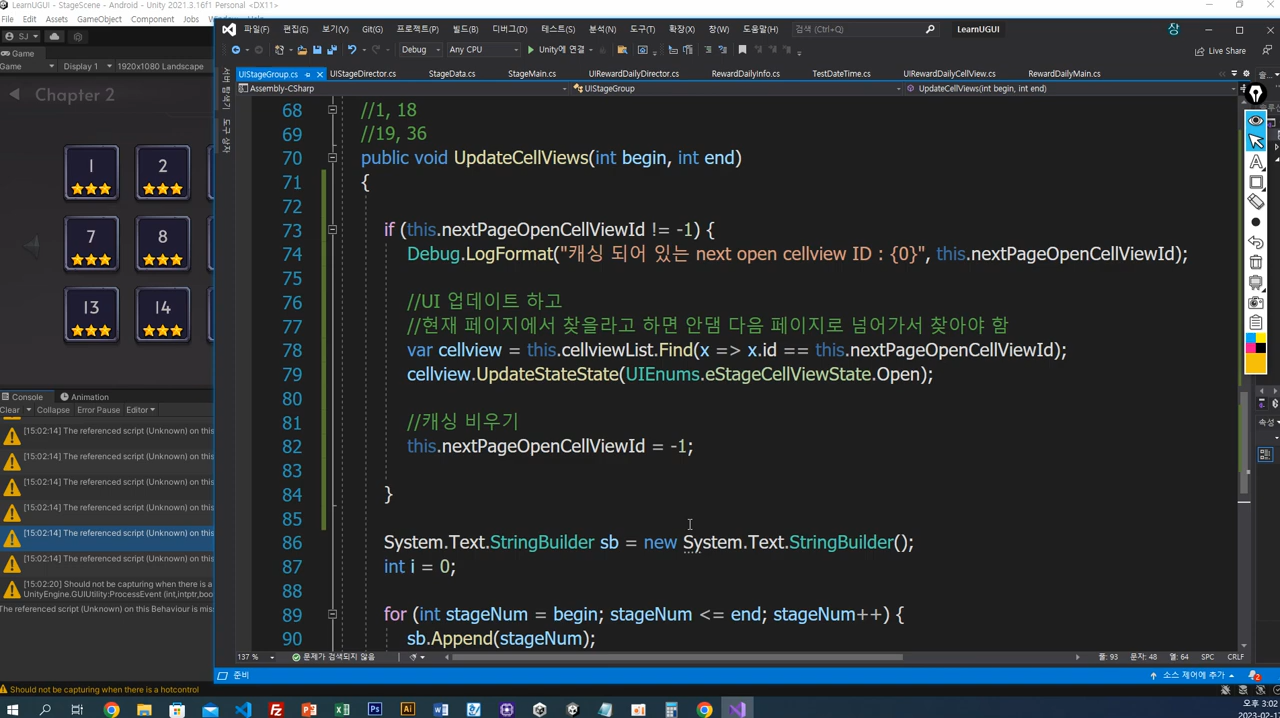 LearnUGUI - StageScene - Android - Unity 2021.3.16f1 Personal <DX11>
Assets GameObject Component Jobs
SJ
Game
Game Display 1 1920x1080 Landscape
Chapter 2
1 2
7 8
13 14
Console Animation
Clear Collapse Error Pause Editor
[15:02:14] The referenced script (Unknown) on this
[15:02:14] The referenced script (Unknown) on this
[15:02:14] The referenced script (Unknown) on this
[15:02:14] The referenced script (Unknown) on this
[15:02:14] The referenced script (Unknown) on this
[15:02:14] The referenced script (Unknown) on this
[15:02:20] Should not be capturing when there is a
UnityEngine.GUIUtility:ProcessEvent (int,intptr,boo
The referenced script (Unknown) on this Behaviour is miss
Should not be capturing when there is a hotcontrol
파일(F) 편집(E) 보기(V) Git(G) 프로젝트(P) 빌드(B) 디버그(D) 테스트(S) 분석(N) 도구(T) 확장(X) 창(W) 도움말(H) 검색 (Ctrl+Q) LearnUGUI 장
Debug Any CPU Unity에 연결 Live Share
UIStageGroup.cs UIStageDirector.cs StageData.cs StageMain.cs UIRewardDailyDirector.cs RewardDailyInfo.cs TestDateTime.cs UIRewardDailyCellView.cs RewardDailyMain.cs
Assembly-CSharp UIStageGroup UpdateCellViews(int begin, int end)
68 //1, 18
69 //19, 36
70 public void UpdateCellViews(int begin, int end)
71 {
72
73 if (this.nextPageOpenCellViewId != -1) {
74 Debug.LogFormat("캐싱 되어 있는 next open cellview ID : {0}", this.nextPageOpenCellViewId);
75
76 //UI 업데이트 하고
77 //현재 페이지에서 찾을라고 하면 안댐 다음 페이지로 넘어가서 찾아야 함
78 var cellview = this.cellviewList.Find(x => x.id == this.nextPageOpenCellViewId);
79 cellview.UpdateStateState(UIEnums.eStageCellViewState.Open);
80
81 //캐싱 비우기
82 this.nextPageOpenCellViewId = -1;
83
84 }
85
86 System.Text.StringBuilder sb = new System.Text.StringBuilder();
87 int i = 0;
88
89 for (int stageNum = begin; stageNum <= end; stageNum++) {
90 sb.Append(stageNum);
137 % 문제가 검색되지 않음 줄: 93 문자: 48 열: 64 SPC CRLF
준비 소스 제어에 추가 2
속성
오후 3:02